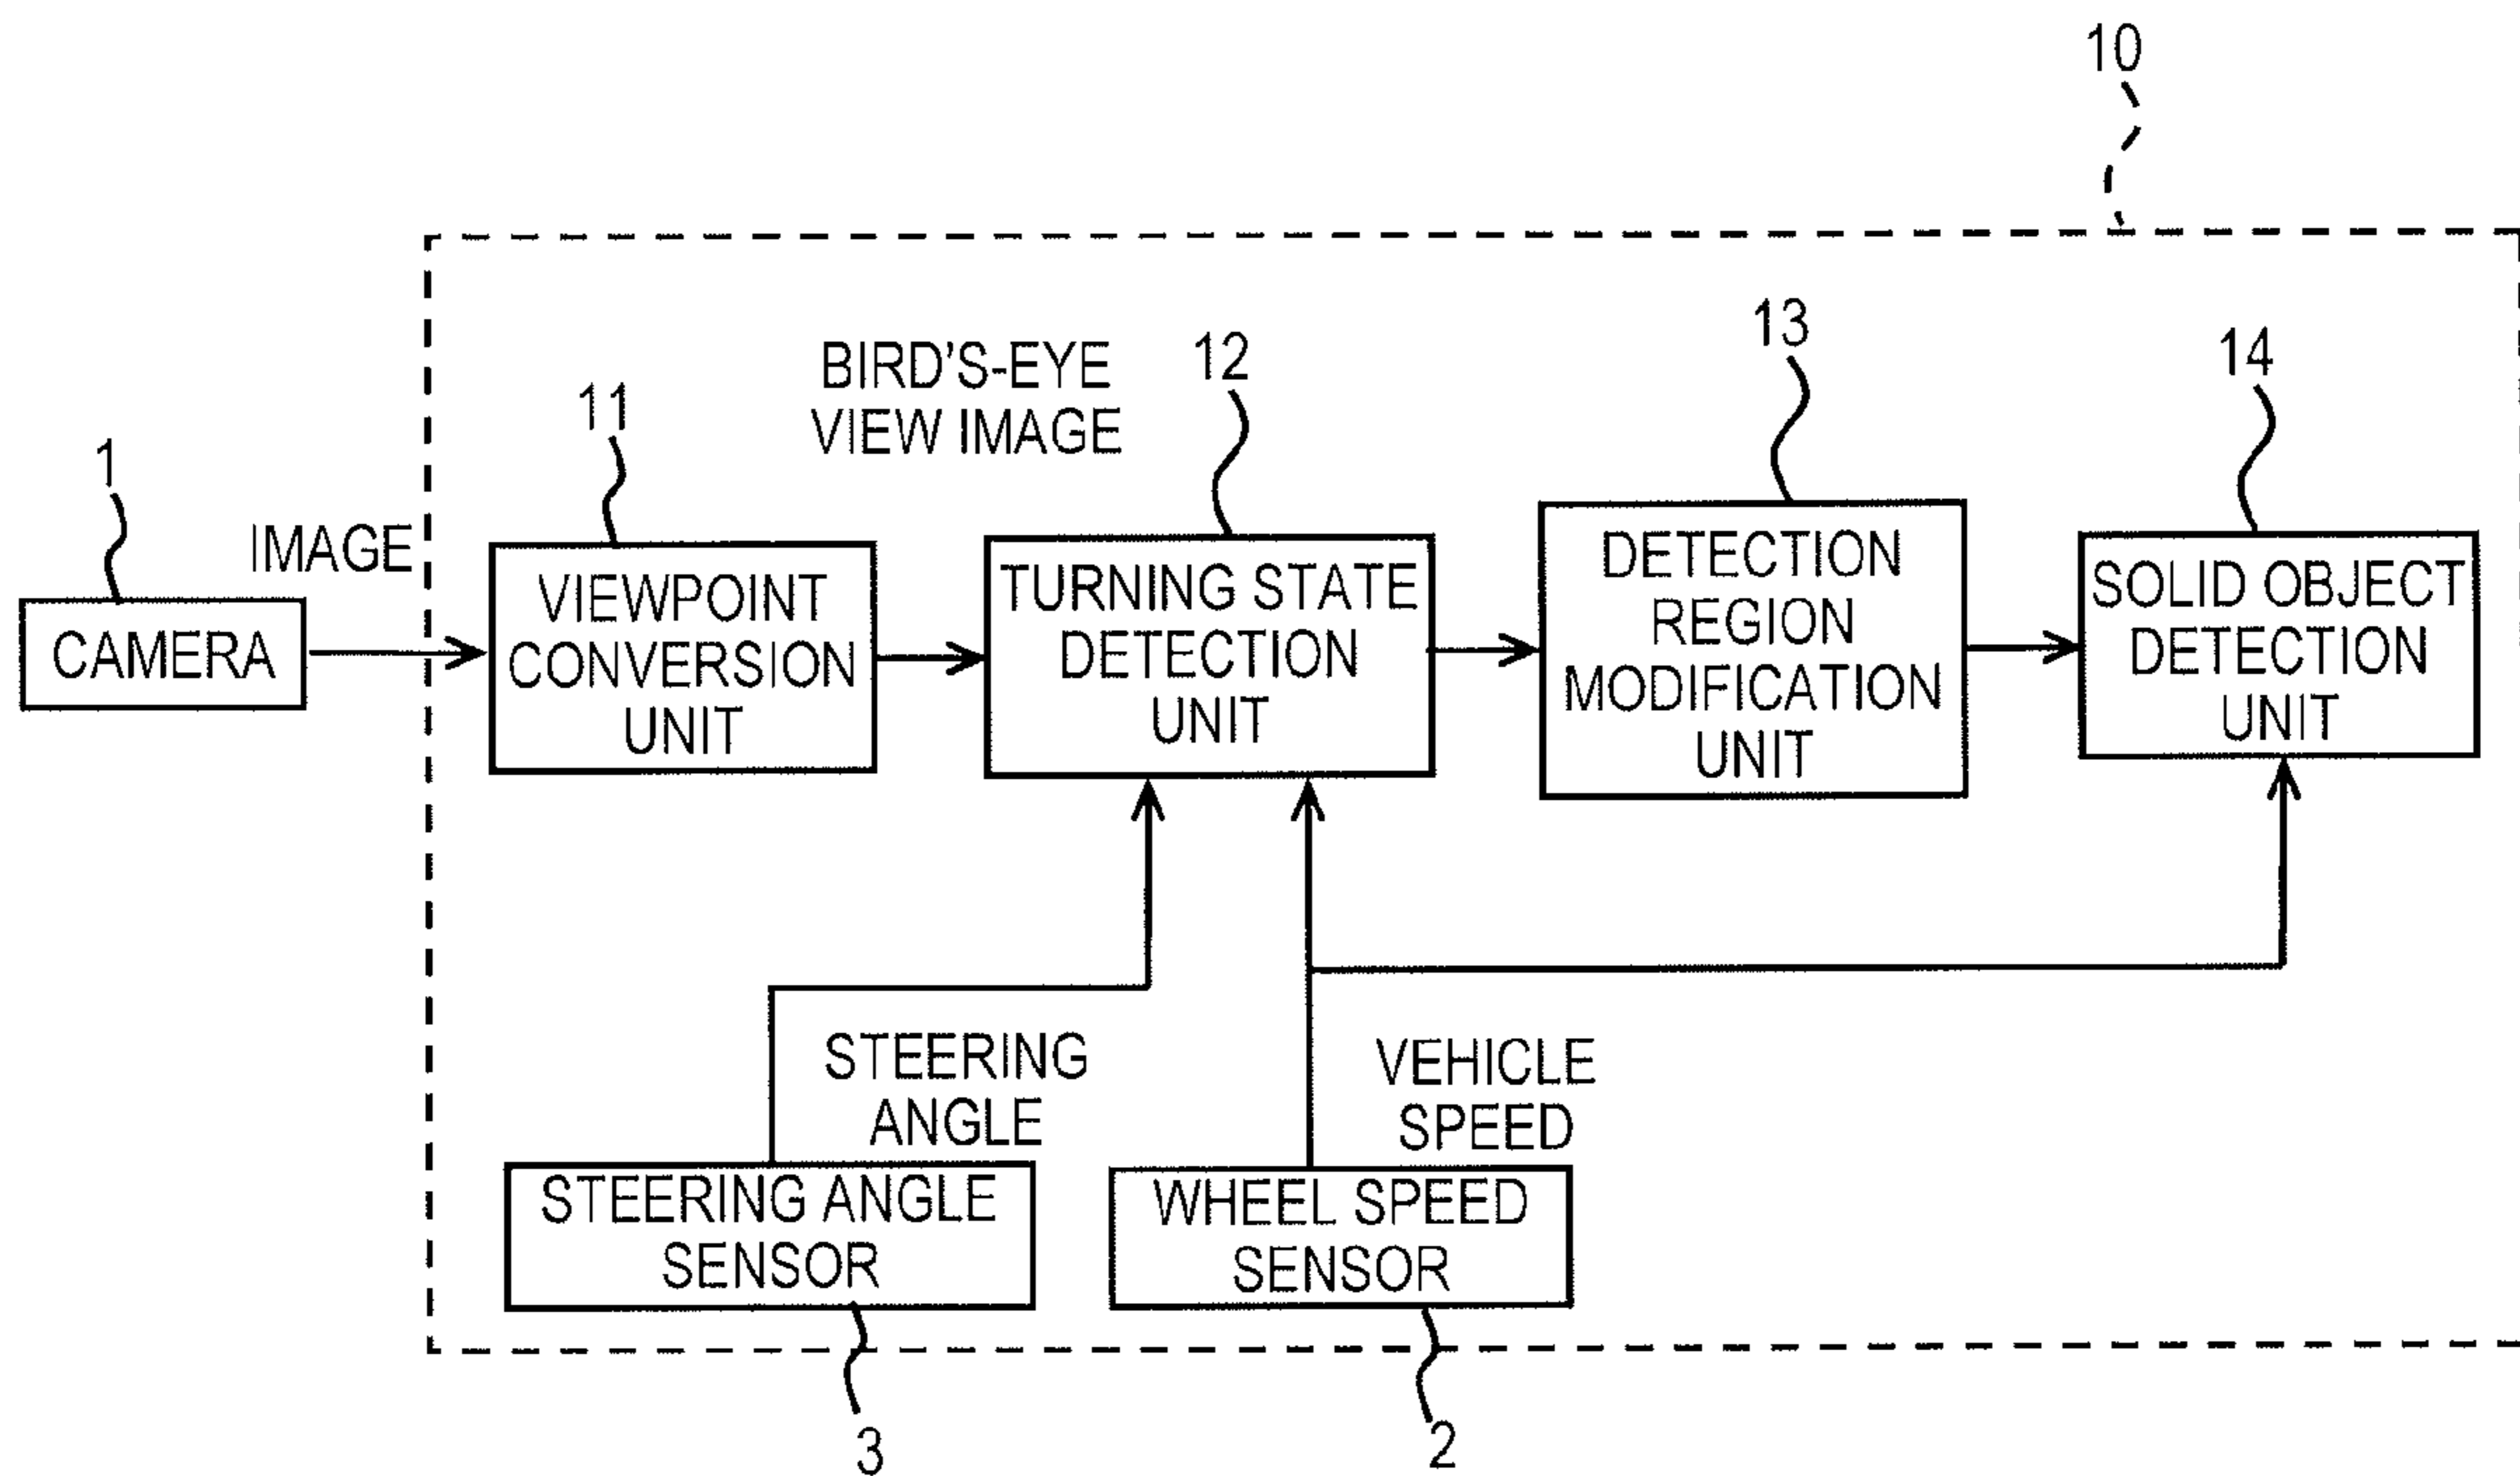 10
13
12
14
BIRD'S-EYE
VIEW IMAGE
11
1
IMAGE
CAMERA
VIEWPOINT
CONVERSION
UNIT
TURNING STATE
DETECTION
UNIT
DETECTION
REGION
MODIFICATION
UNIT
SOLID OBJECT
DETECTION
UNIT
STEERING
ANGLE
VEHICLE
SPEED
STEERING ANGLE
SENSOR
WHEEL SPEED
SENSOR
3
2